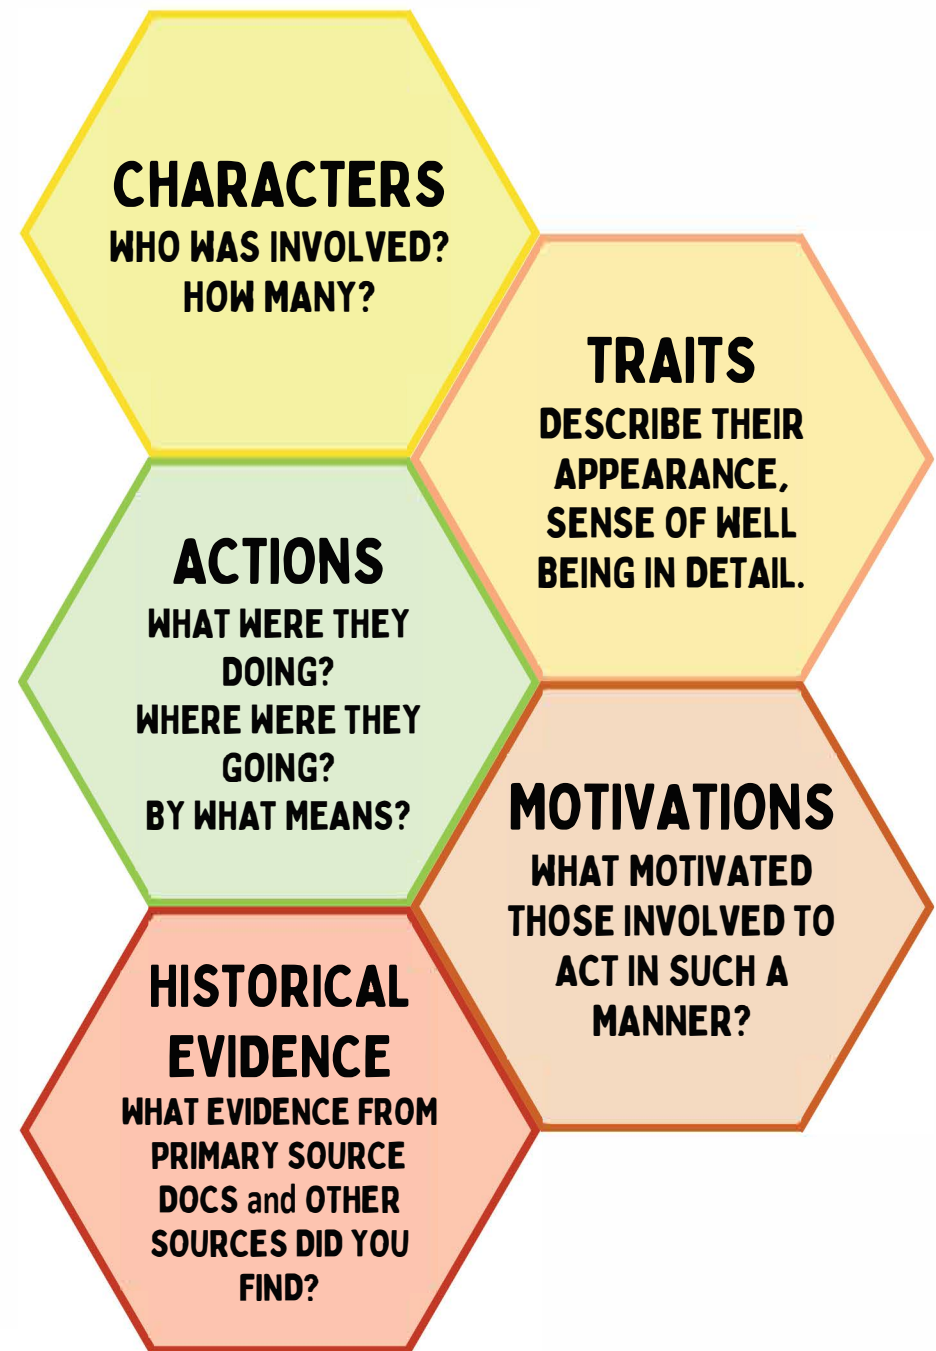 CHARACTERS
WHO WAS INVOLVED?
HOW MANY?
TRAITS
DESCRIBE THEIR
APPEARANCE,
SENSE OF WELL
BEING IN DETAIL.
ACTIONS
WHAT WERE THEY
DOING?
WHERE WERE THEY
GOING?
BY WHAT MEANS?
MOTIVATIONS
WHAT MOTIVATED
THOSE INVOLVED TO
ACT IN SUCH A
MANNER?
HISTORICAL
EVIDENCE
WHAT EVIDENCE FROM
PRIMARY SOURCE
DOCS and OTHER
SOURCES DID YOU
FIND?